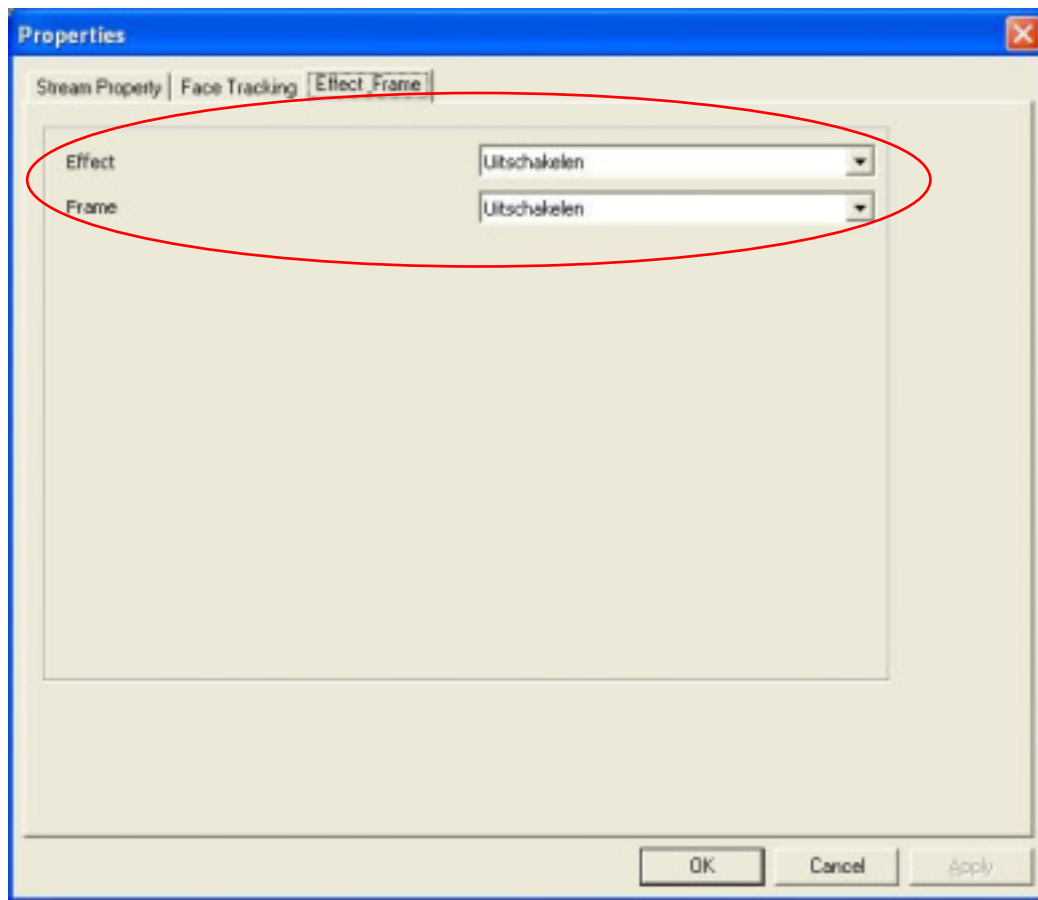 Properties
Stream Property Face Tracking Effect_Frame
Effect Uitschakelen
Frame Uitschakelen
OK Cancel Apply